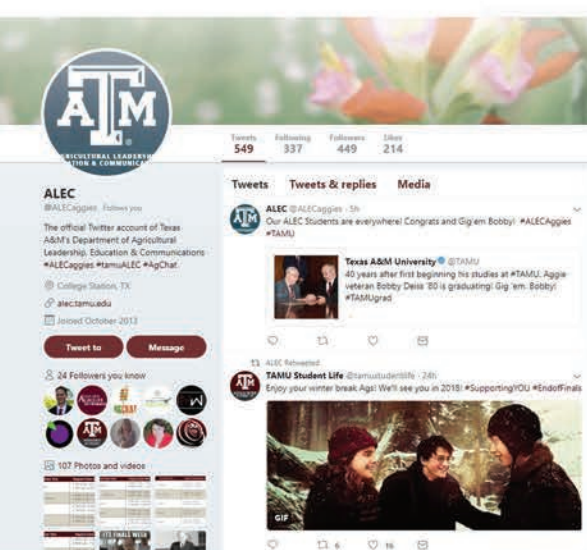 ATM
AGRICULTURAL LEADERSHIP
EDUCATION & COMMUNICATIONS
Tweets Following Followers Likes
549 337 449 214
ALEC
@ALECaggies Follows you
The official Twitter account of Texas
A&M's Department of Agricultural
Leadership, Education & Communications
#ALECaggies #tamuALEC #AgChat.
College Station, TX
alec.tamu.edu
Joined October 2013
Tweet to Message
24 Followers you know
107 Photos and videos
IT'S FINALS WEEK
Tweets Tweets & replies Media
ALEC @ALECaggies · 5h
Our ALEC Students are everywhere! Congrats and Gig'em Bobby! #ALECAggies
#TAMU
Texas A&M University @TAMU
40 years after first beginning his studies at #TAMU, Aggie
veteran Bobby Deiss '80 is graduating! Gig 'em, Bobby!
#TAMUgrad
ALEC Retweeted
TAMU Student Life @tamustudentlife · 24h
Enjoy your winter break Ags! We'll see you in 2018! #SupportingYOU #EndofFinals
GIF
6 16